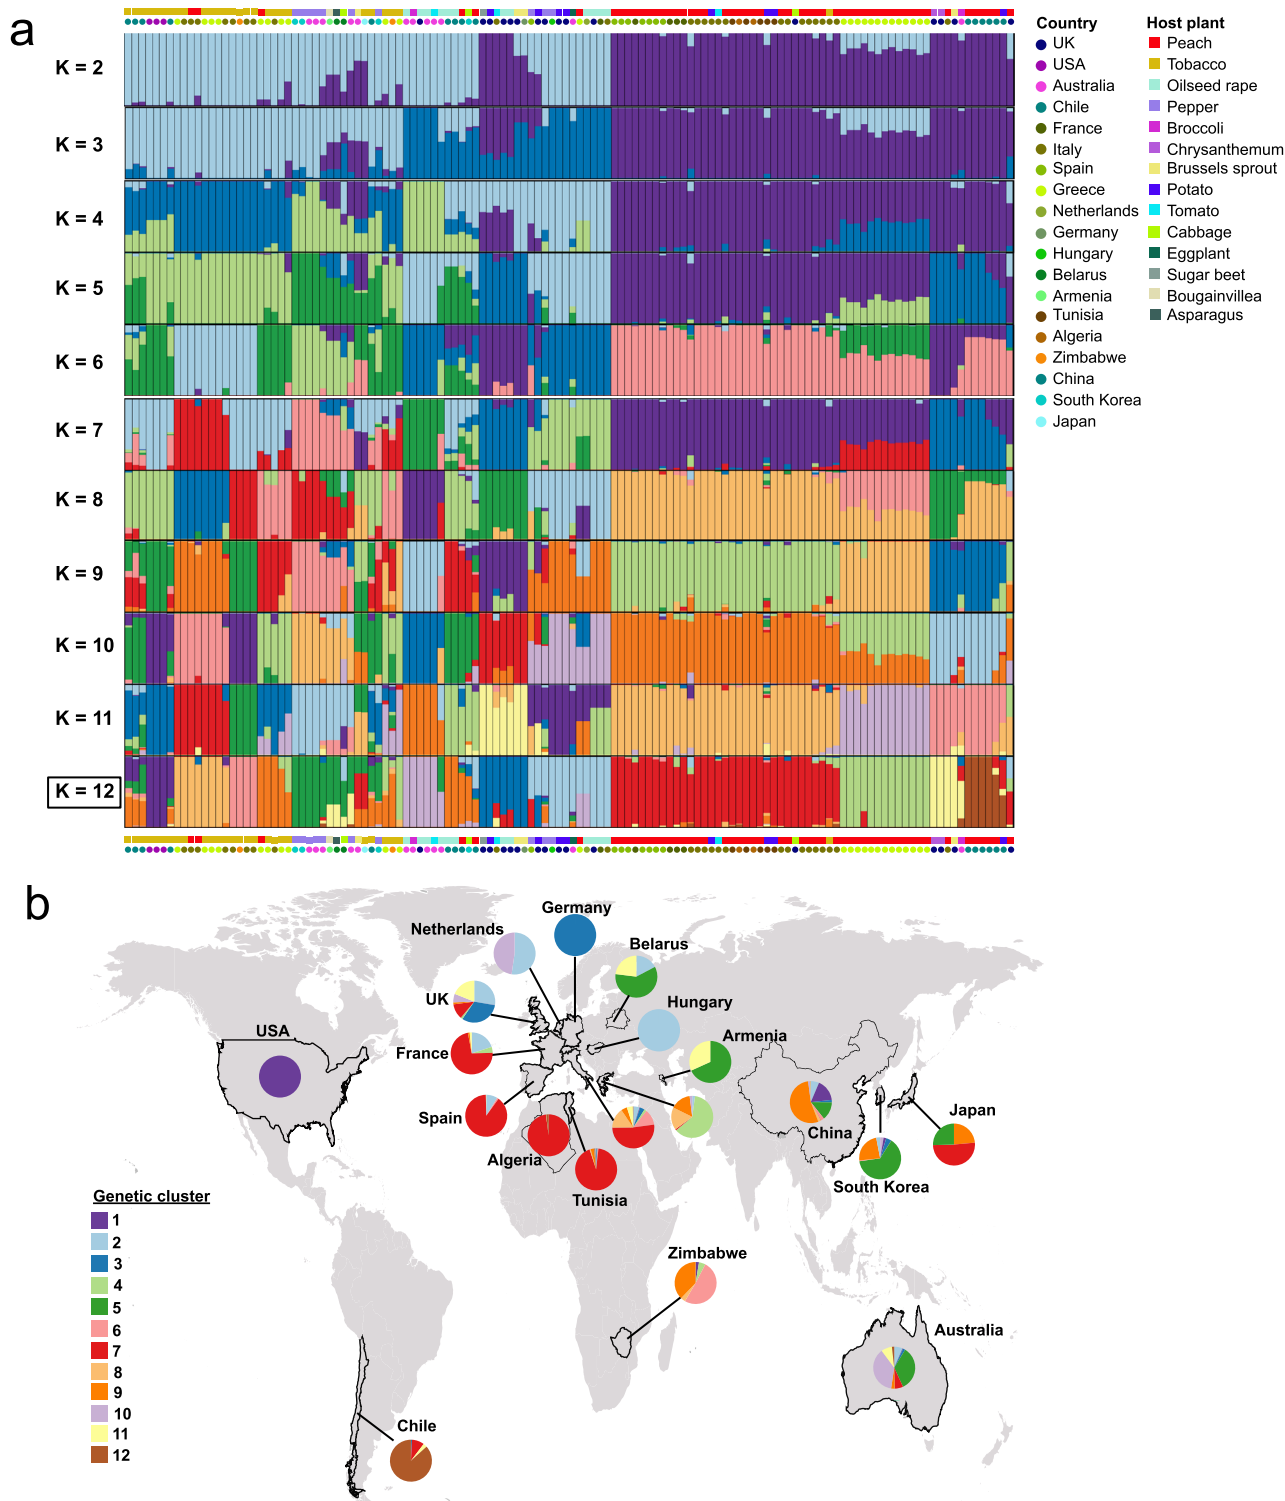 a
K = 2
K = 3
K = 4
K = 5
K = 6
K = 7
K = 8
K = 9
K = 10
K = 11
K = 12
Country
UK
USA
Australia
Chile
France
Italy
Spain
Greece
Netherlands
Germany
Hungary
Belarus
Armenia
Tunisia
Algeria
Zimbabwe
China
South Korea
Japan
Host plant
Peach
Tobacco
Oilseed rape
Pepper
Broccoli
Chrysanthemum
Brussels sprout
Potato
Tomato
Cabbage
Eggplant
Sugar beet
Bougainvillea
Asparagus
b
Germany
Netherlands
Belarus
UK
Hungary
USA
Armenia
France
Spain
Japan
China
Algeria
South Korea
Tunisia
Zimbabwe
Australia
Chile
Genetic cluster
1
2
3
4
5
6
7
8
9
10
11
12